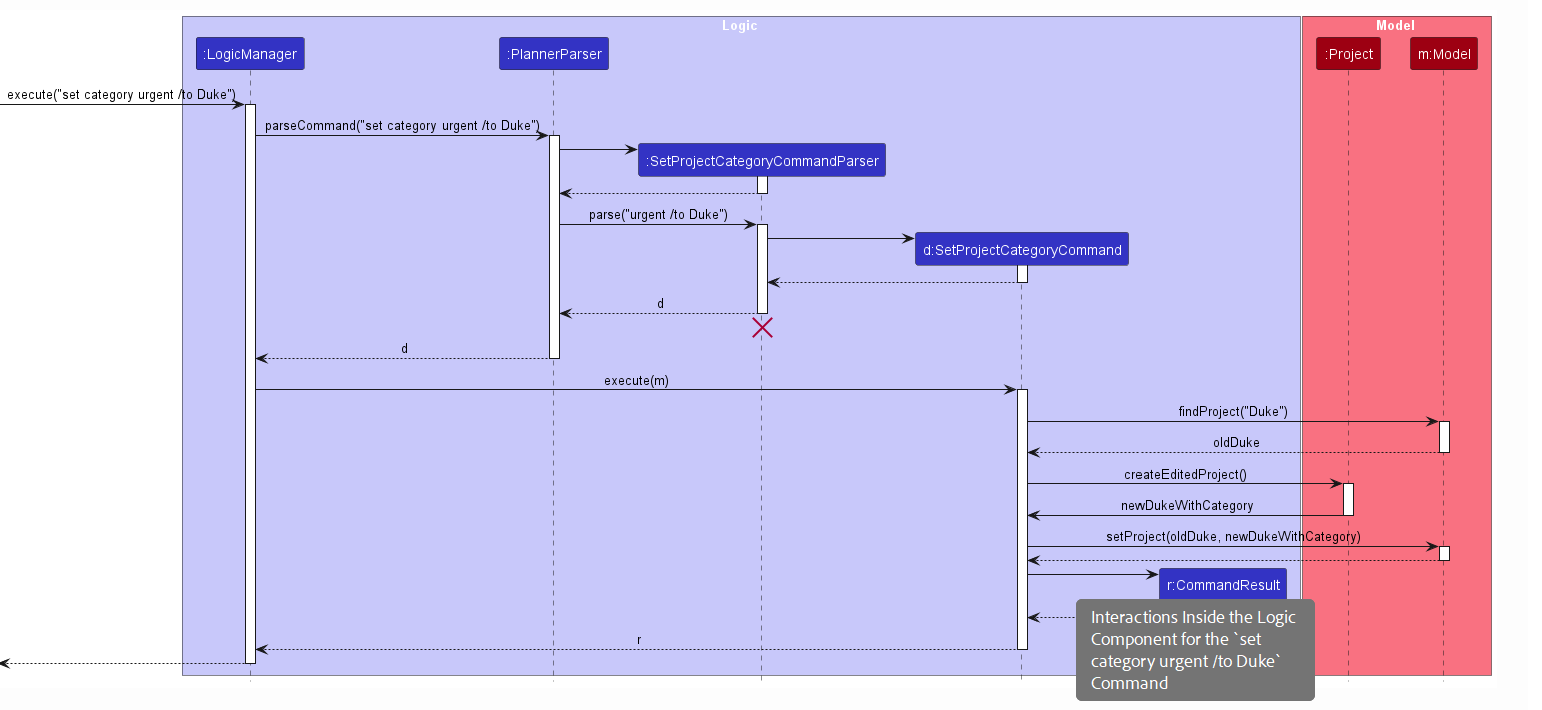 Logic
Model
:LogicManager
:PlannerParser
:Project
m:Model
execute("set category urgent /to Duke")
parseCommand("set category urgent /to Duke")
:SetProjectCategoryCommandParser
parse("urgent /to Duke")
d:SetProjectCategoryCommand
d
d
execute(m)
findProject("Duke")
oldDuke
createEditedProject()
newDukeWithCategory
setProject(oldDuke, newDukeWithCategory)
r:CommandResult
Interactions Inside the Logic
Component for the `set
category urgent /to Duke`
Command
r